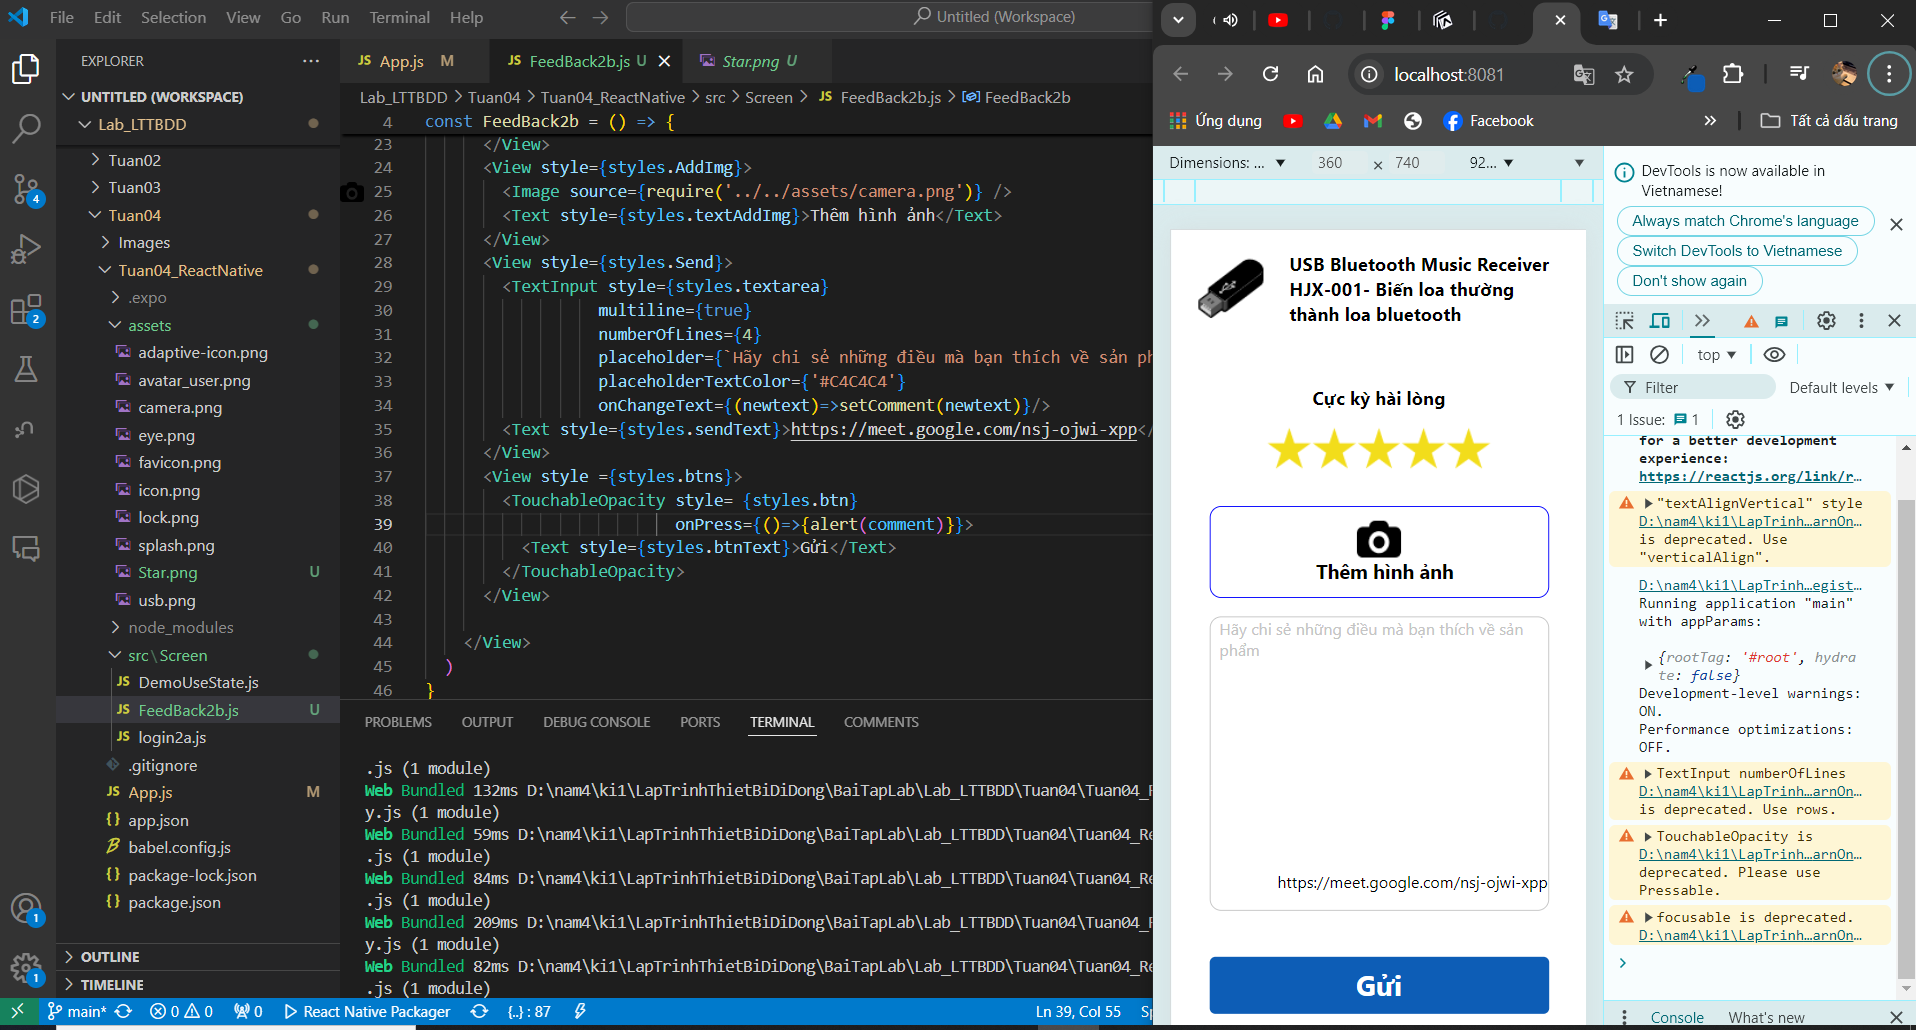 File Edit Selection View Go Run Terminal Help
Untitled (Workspace)
EXPLORER
UNTITLED (WORKSPACE)
Lab_LTTBDD
Tuan02
Tuan03
Tuan04
Images
Tuan04_ReactNative
.expo
assets
adaptive-icon.png
avatar_user.png
camera.png
eye.png
favicon.png
icon.png
lock.png
splash.png
Star.png U
usb.png
node_modules
src\Screen
DemoUseState.js
FeedBack2b.js U
login2a.js
.gitignore
App.js M
app.json
babel.config.js
package-lock.json
package.json
OUTLINE
TIMELINE
4
2
1
1
JS App.js M
JS FeedBack2b.js U
Star.png U
Lab_LTTBDD > Tuan04 > Tuan04_ReactNative > src > Screen > JS FeedBack2b.js > FeedBack2b
4 const FeedBack2b = () => {
23 </View>
24 <View style={styles.AddImg}>
25 <Image source={require('../../assets/camera.png')} />
26 <Text style={styles.textAddImg}>Thêm hình ảnh</Text>
27 </View>
28 <View style={styles.Send}>
29 <TextInput style={styles.textarea}
30 multiline={true}
31 numberOfLines={4}
32 placeholder={`Hãy chi sẻ những điều mà bạn thích về sản ph
33 placeholderTextColor={'#C4C4C4'}
34 onChangeText={(newtext)=>setComment(newtext)}/>
35 <Text style={styles.sendText}>https://meet.google.com/nsj-ojwi-xpp</
36 </View>
37 <View style ={styles.btns}>
38 <TouchableOpacity style= {styles.btn}
39 onPress={()=>{alert(comment)}}>
40 <Text style={styles.btnText}>Gửi</Text>
41 </TouchableOpacity>
42 </View>
43
44 </View>
45 )
46 }
PROBLEMS OUTPUT DEBUG CONSOLE PORTS TERMINAL COMMENTS
.js (1 module)
Web Bundled 132ms D:\nam4\ki1\LapTrinhThietBiDiDong\BaiTapLab\Lab_LTTBDD\Tuan04\Tuan04_R
y.js (1 module)
Web Bundled 59ms D:\nam4\ki1\LapTrinhThietBiDiDong\BaiTapLab\Lab_LTTBDD\Tuan04\Tuan04_Re
.js (1 module)
Web Bundled 84ms D:\nam4\ki1\LapTrinhThietBiDiDong\BaiTapLab\Lab_LTTBDD\Tuan04\Tuan04_Re
.js (1 module)
Web Bundled 209ms D:\nam4\ki1\LapTrinhThietBiDiDong\BaiTapLab\Lab_LTTBDD\Tuan04\Tuan04_R
y.js (1 module)
Web Bundled 82ms D:\nam4\ki1\LapTrinhThietBiDiDong\BaiTapLab\Lab_LTTBDD\Tuan04\Tuan04_Re
.js (1 module)
main* 0 0 0 React Native Packager {..} : 87 Ln 39, Col 55
localhost:8081
Ứng dụng Facebook » Tất cả dấu trang
Dimensions: ... 360 × 740 92...
USB Bluetooth Music Receiver
HJX-001- Biến loa thường
thành loa bluetooth
Cực kỳ hài lòng
Thêm hình ảnh
Hãy chi sẻ những điều mà bạn thích về sản
phẩm
https://meet.google.com/nsj-ojwi-xpp
Gửi
DevTools is now available in
Vietnamese!
Always match Chrome's language
Switch DevTools to Vietnamese
Don't show again
top
Filter Default levels
1 Issue: 1
for a better development
experience:
https://reactjs.org/link/r…
"textAlignVertical" style
D:\nam4\ki1\LapTrinh…arnOn…
is deprecated. Use
"verticalAlign".
D:\nam4\ki1\LapTrinh…egist…
Running application "main"
with appParams:
{rootTag: '#root', hydra
te: false}
Development-level warnings:
ON.
Performance optimizations:
OFF.
TextInput numberOfLines
D:\nam4\ki1\LapTrinh…arnOn…
is deprecated. Use rows.
TouchableOpacity is
D:\nam4\ki1\LapTrinh…arnOn…
deprecated. Please use
Pressable.
focusable is deprecated.
D:\nam4\ki1\LapTrinh…arnOn…
Console What's new